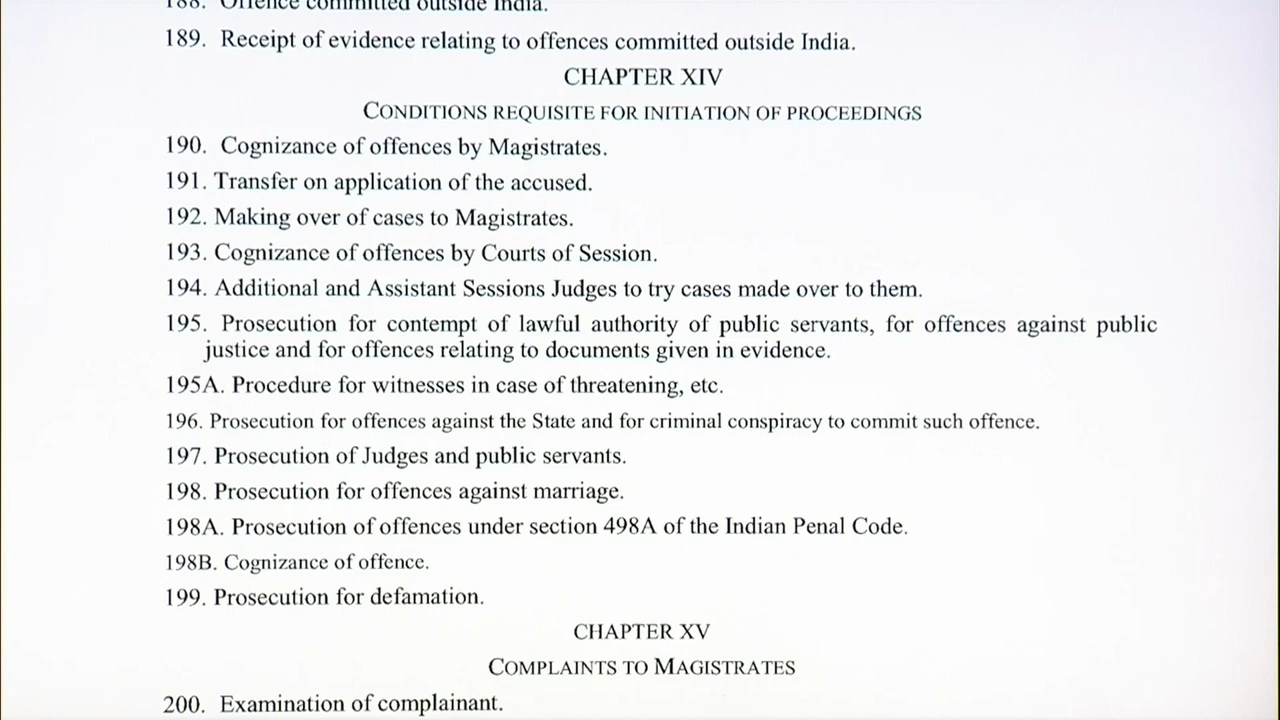 188. Offence committed outside India.
189. Receipt of evidence relating to offences committed outside India.
CHAPTER XIV
CONDITIONS REQUISITE FOR INITIATION OF PROCEEDINGS
190. Cognizance of offences by Magistrates.
191. Transfer on application of the accused.
192. Making over of cases to Magistrates.
193. Cognizance of offences by Courts of Session.
194. Additional and Assistant Sessions Judges to try cases made over to them.
195. Prosecution for contempt of lawful authority of public servants, for offences against public
justice and for offences relating to documents given in evidence.
195A. Procedure for witnesses in case of threatening, etc.
196. Prosecution for offences against the State and for criminal conspiracy to commit such offence.
197. Prosecution of Judges and public servants.
198. Prosecution for offences against marriage.
198A. Prosecution of offences under section 498A of the Indian Penal Code.
198B. Cognizance of offence.
199. Prosecution for defamation.
CHAPTER XV
COMPLAINTS TO MAGISTRATES
200. Examination of complainant.